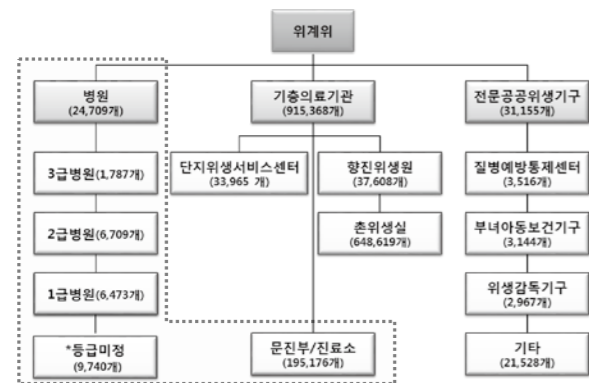 위계위
병원
(24,709개)
3급병원(1,787개)
2급병원(6,709개)
1급병원(6,473개)
*등급미정
(9,740개)
기층의료기관
(915,368개)
단지위생서비스센터
(33,965 개)
향진위생원
(37,608개)
촌위생실
(648,619개)
문진부/진료소
(195,176개)
전문공공위생기구
(31,155개)
질병예방통제센터
(3,516개)
부녀아동보건기구
(3,144개)
위생감독기구
(2,967개)
기타
(21,528개)